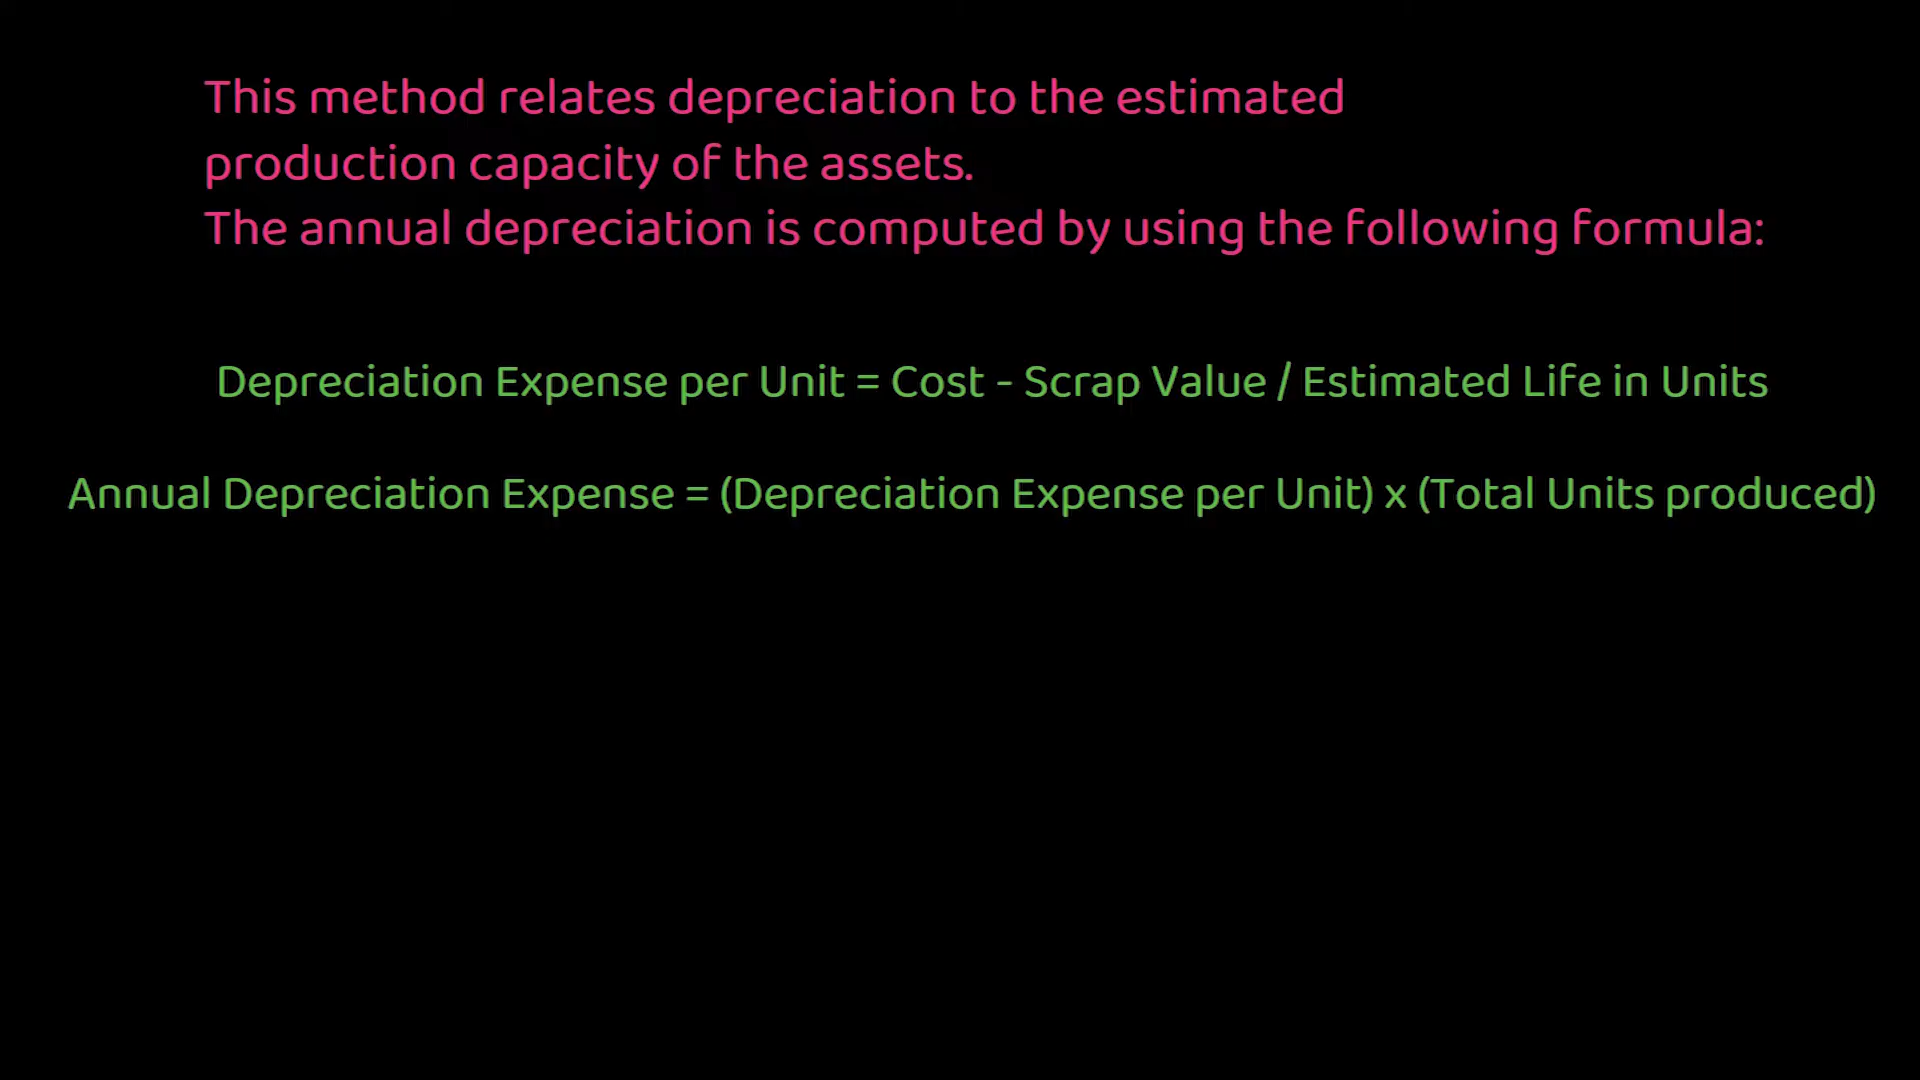 This method relates depreciation to the estimated
production capacity of the assets.
The annual depreciation is computed by using the following formula:
Depreciation Expense per Unit = Cost - Scrap Value / Estimated Life in Units
Annual Depreciation Expense = (Depreciation Expense per Unit) x (Total Units produced)